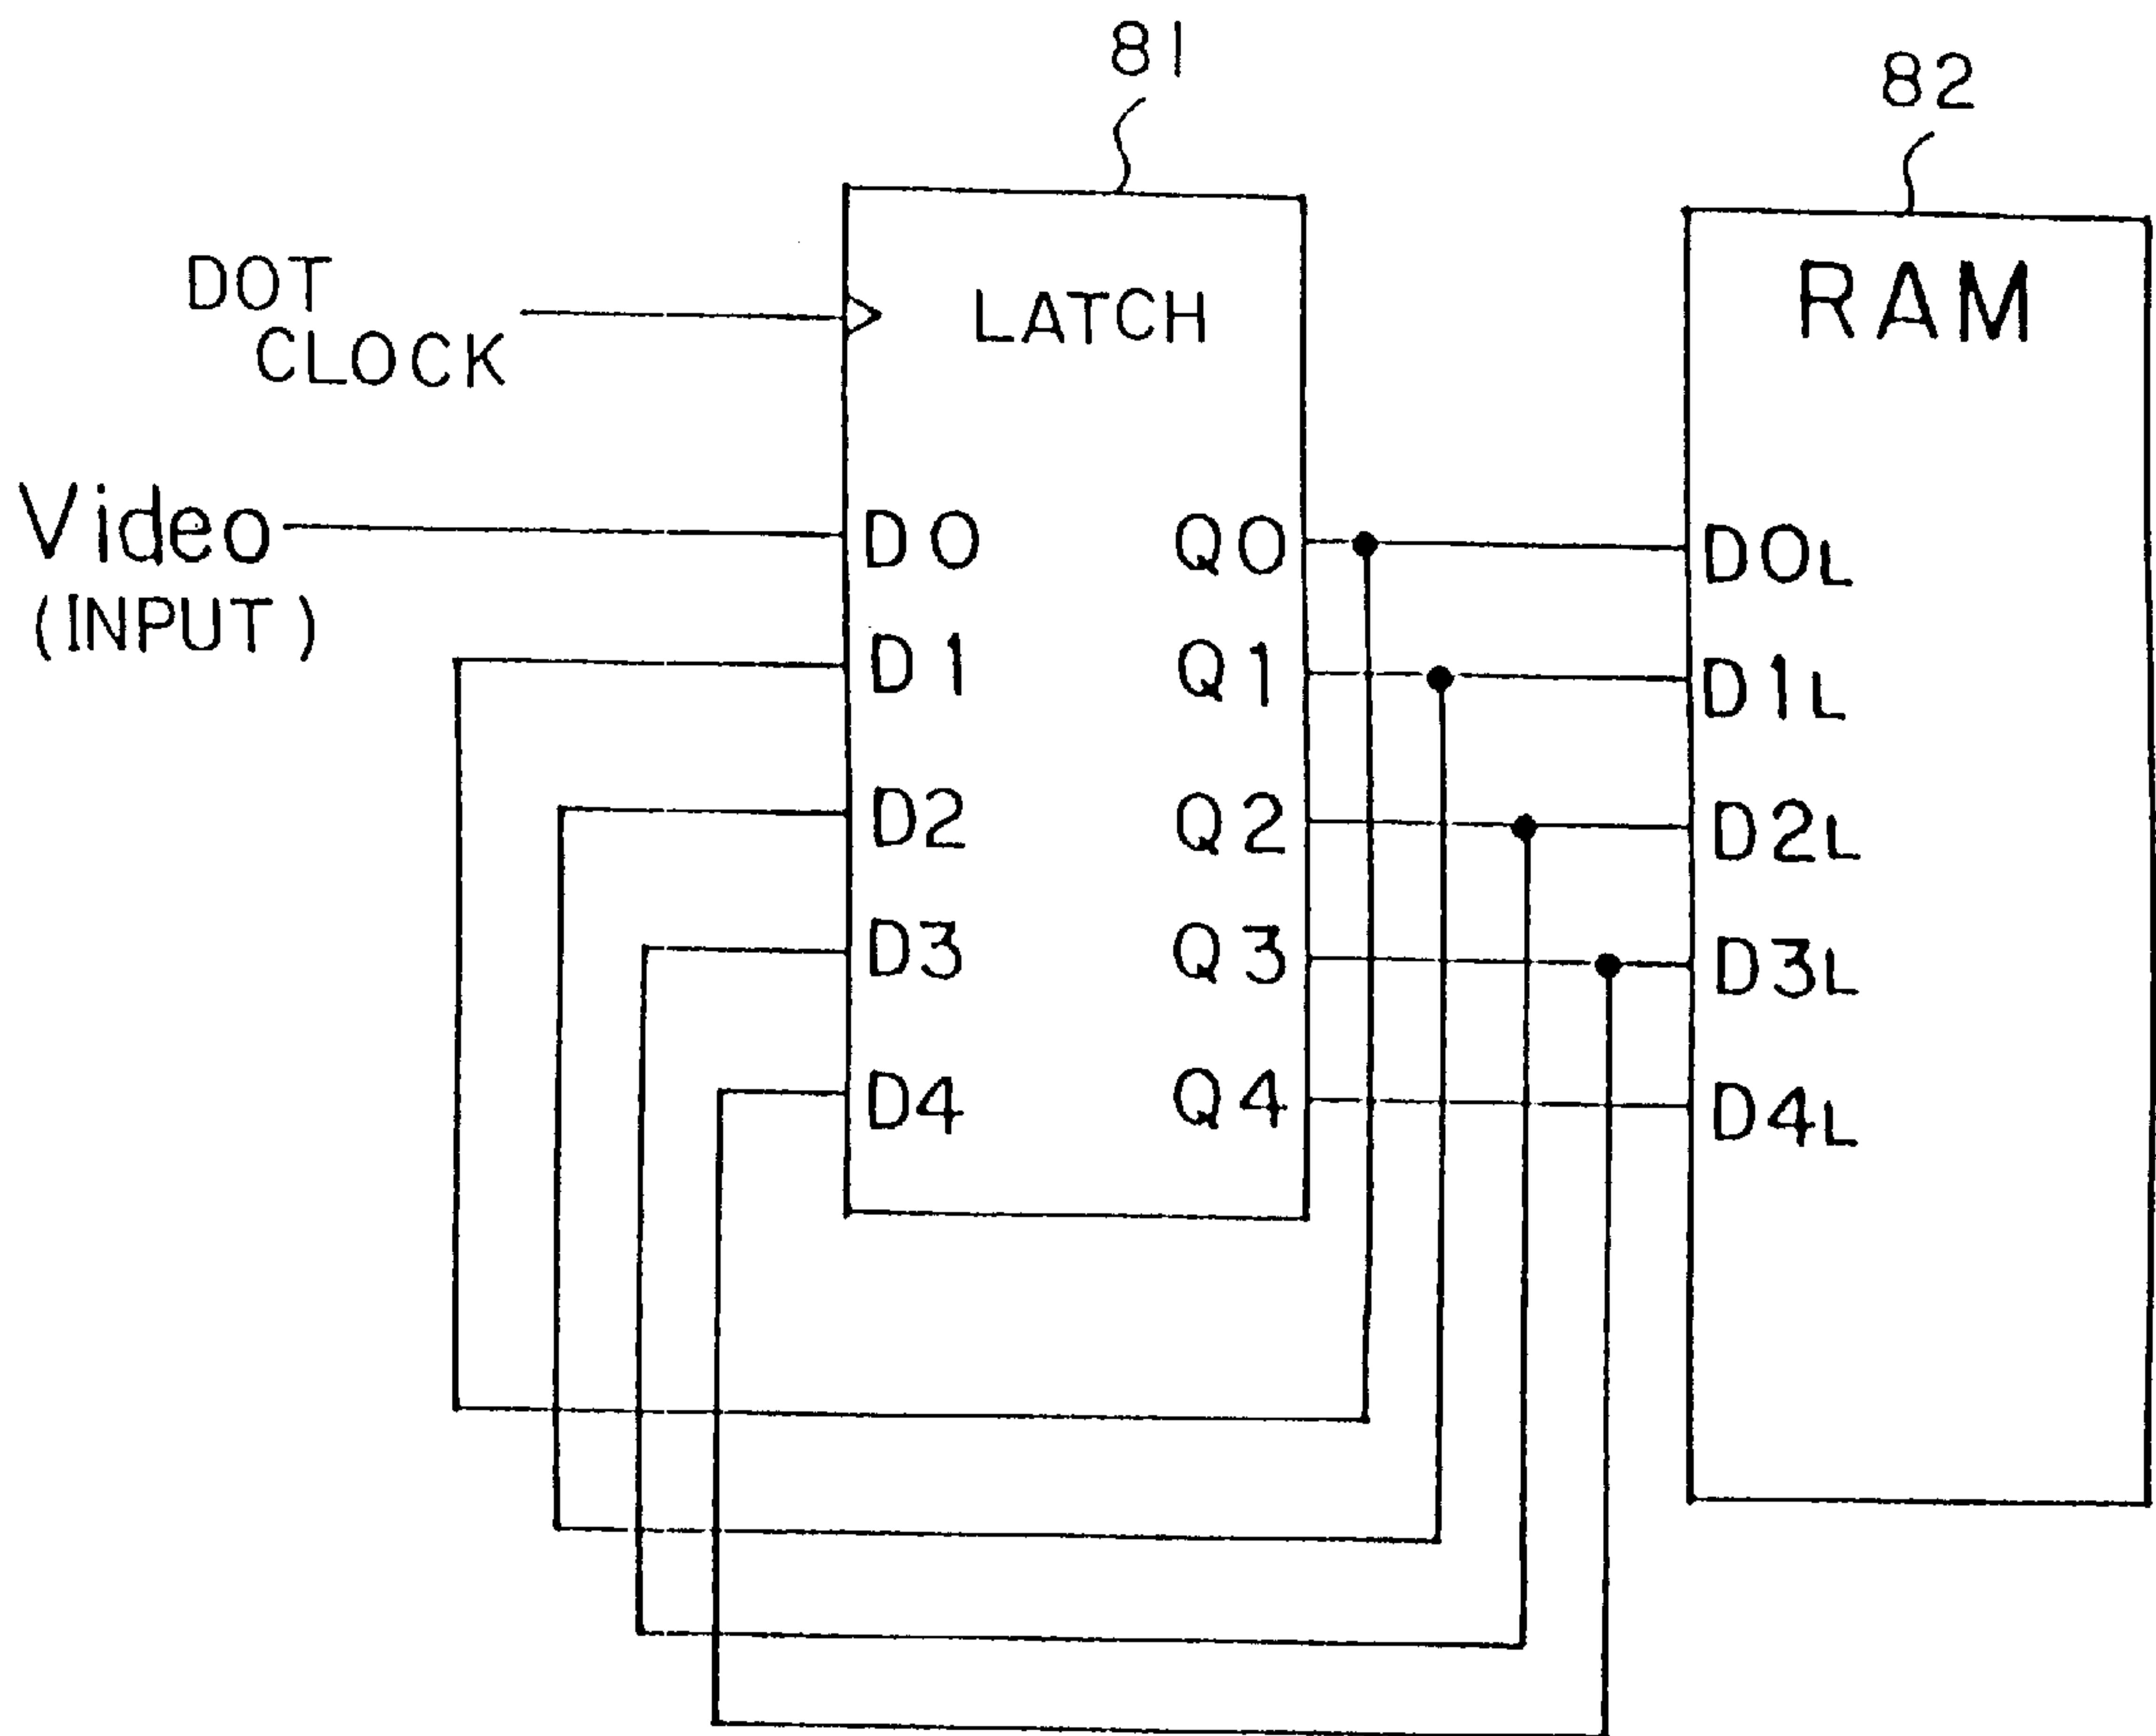 81
82
DOT
CLOCK
LATCH
RAM
Video
(INPUT)
D0 Q0 D0L
D1 Q1 D1L
D2 Q2 D2L
D3 Q3 D3L
D4 Q4 D4L